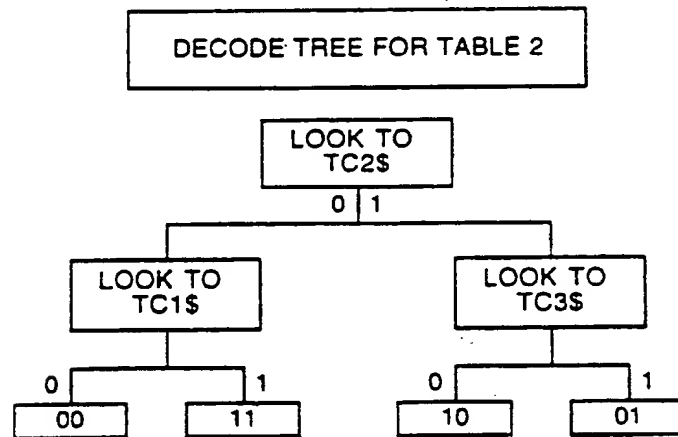 DECODE TREE FOR TABLE 2
LOOK TO
TC2$
0 1
LOOK TO
TC1$
LOOK TO
TC3$
0 1
0 1
00
11
10
01